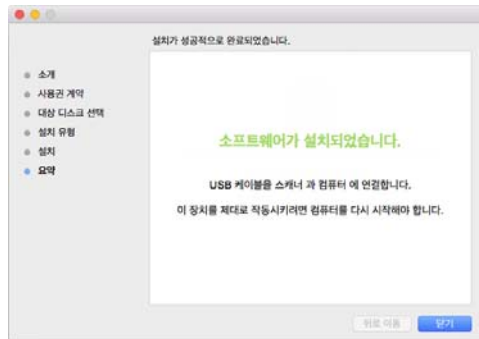 설치가 성공적으로 완료되었습니다.
소개
사용권 계약
대상 디스크 선택
설치 유형
설치
요약
소프트웨어가 설치되었습니다.
USB 케이블을 스캐너 과 컴퓨터 에 연결합니다.
이 장치를 제대로 작동시키려면 컴퓨터를 다시 시작해야 합니다.
뒤로 이동
닫기